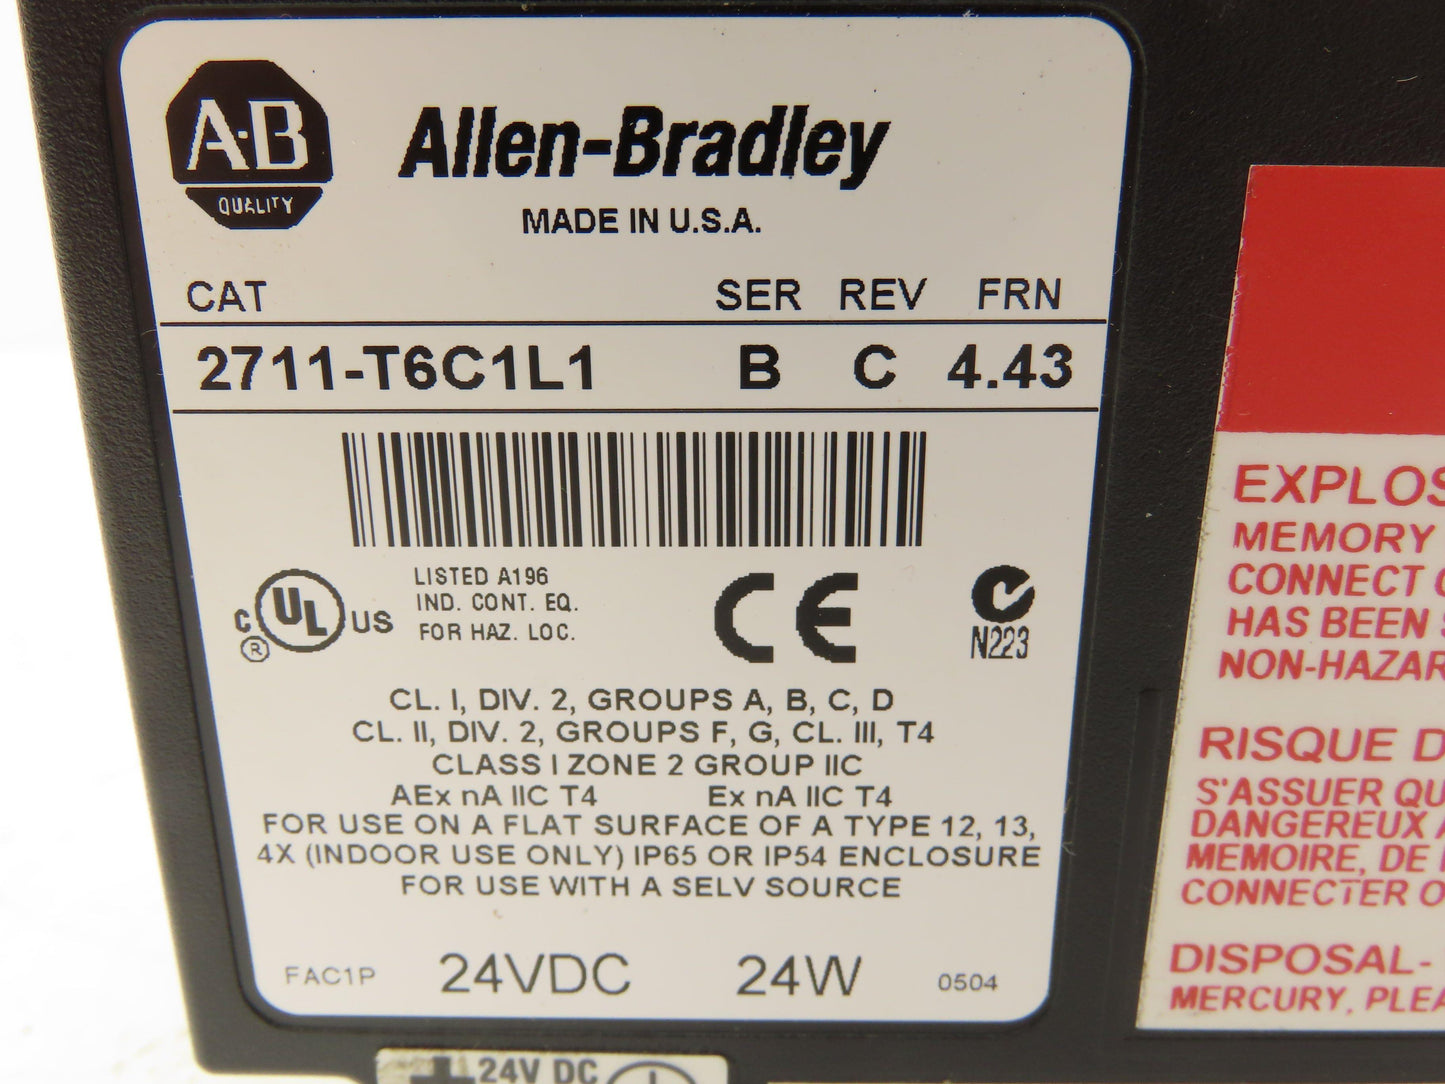 A·B
QUALITY
Allen-Bradley
MADE IN U.S.A.
CAT SER REV FRN
2711-T6C1L1 B C 4.43
C UL US
®
LISTED A196
IND. CONT. EQ.
FOR HAZ. LOC.
CE
N223
CL. I, DIV. 2, GROUPS A, B, C, D
CL. II, DIV. 2, GROUPS F, G, CL. III, T4
CLASS I ZONE 2 GROUP IIC
AEx nA IIC T4 Ex nA IIC T4
FOR USE ON A FLAT SURFACE OF A TYPE 12, 13,
4X (INDOOR USE ONLY) IP65 OR IP54 ENCLOSURE
FOR USE WITH A SELV SOURCE
FAC1P 24VDC 24W 0504
24V DC
EXPLOS
MEMORY
CONNECT
HAS BEEN
NON-HAZAR
RISQUE D
S'ASSUER QU
DANGEREUX A
MEMOIRE, DE
CONNECTER O
DISPOSAL-
MERCURY, PLEA